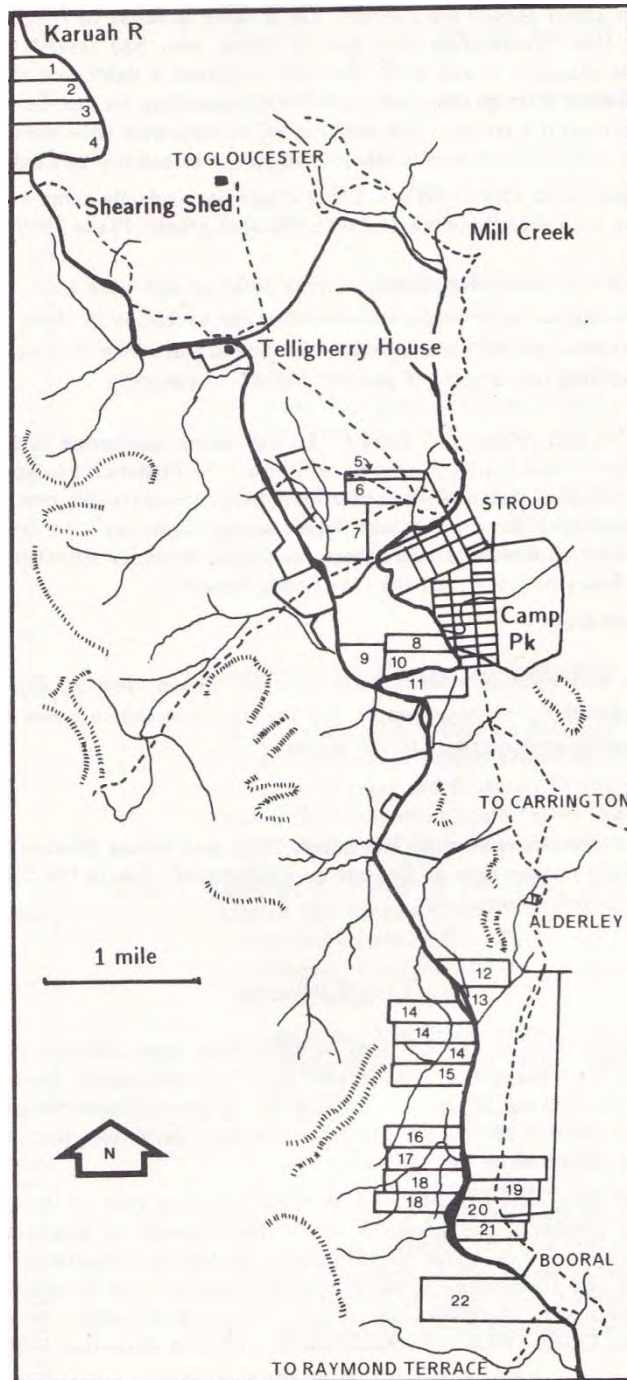 Karuah R
1
2
3
4
TO GLOUCESTER
Shearing Shed
Mill Creek
Telligherry House
5
6
7
STROUD
Camp
Pk
8
9
10
11
TO CARRINGTON
ALDERLEY
1 mile
12
13
14
14
14
15
N
16
17
18
18
19
20
21
BOORAL
22
TO RAYMOND TERRACE